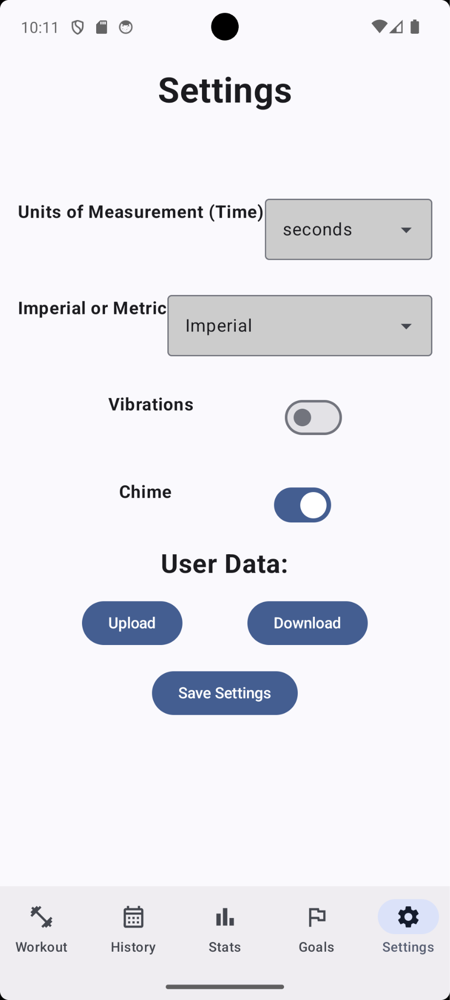 10:11
Settings
Units of Measurement (Time)
seconds
Imperial or Metric
Imperial
Vibrations
Chime
User Data:
Upload Download
Save Settings
Workout History Stats Goals Settings